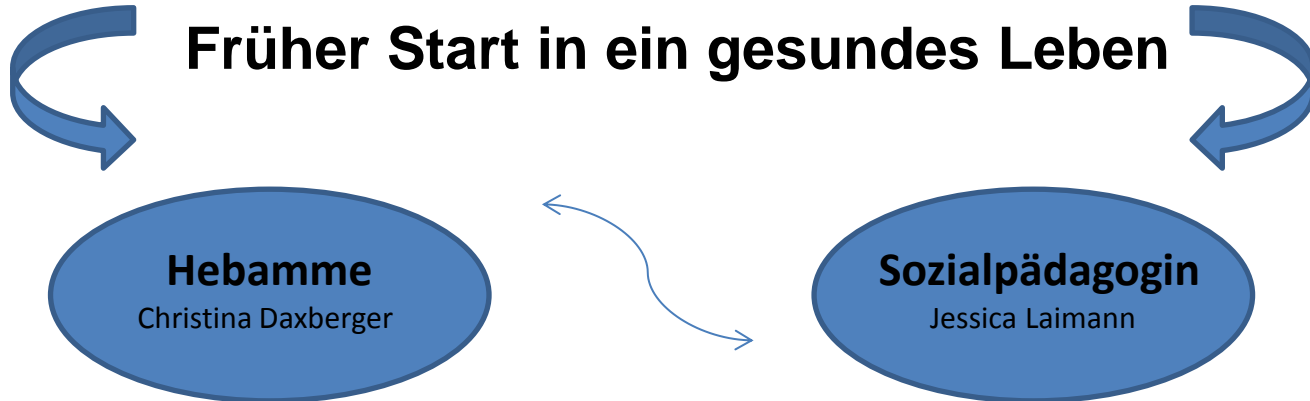 Früher Start in ein gesundes Leben
Hebamme
Christina Daxberger
Sozialpädagogin
Jessica Laimann